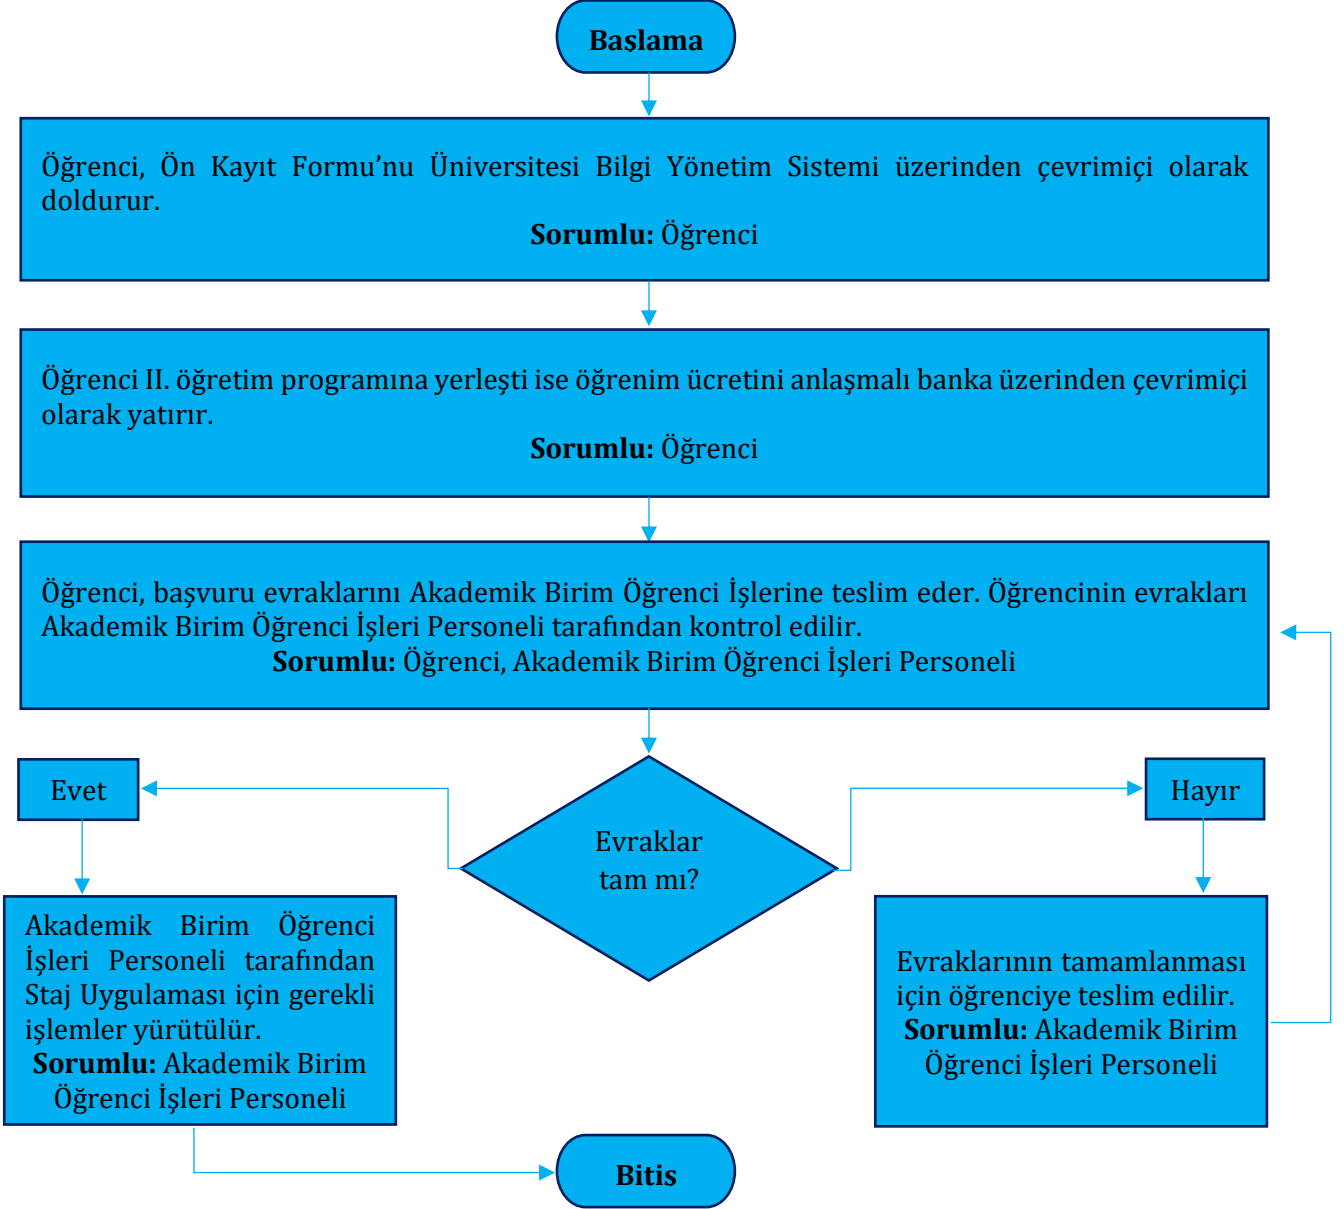 Başlama
Öğrenci, Ön Kayıt Formu’nu Üniversitesi Bilgi Yönetim Sistemi üzerinden çevrimiçi olarak
doldurur.
Sorumlu: Öğrenci
Öğrenci II. öğretim programına yerleşti ise öğrenim ücretini anlaşmalı banka üzerinden çevrimiçi
olarak yatırır.
Sorumlu: Öğrenci
Öğrenci, başvuru evraklarını Akademik Birim Öğrenci İşlerine teslim eder. Öğrencinin evrakları
Akademik Birim Öğrenci İşleri Personeli tarafından kontrol edilir.
Sorumlu: Öğrenci, Akademik Birim Öğrenci İşleri Personeli
Evraklar
tam mı?
Evet
Akademik Birim Öğrenci
İşleri Personeli tarafından
Staj Uygulaması için gerekli
işlemler yürütülür.
Sorumlu: Akademik Birim
Öğrenci İşleri Personeli
Hayır
Evraklarının tamamlanması
için öğrenciye teslim edilir.
Sorumlu: Akademik Birim
Öğrenci İşleri Personeli
Bitis